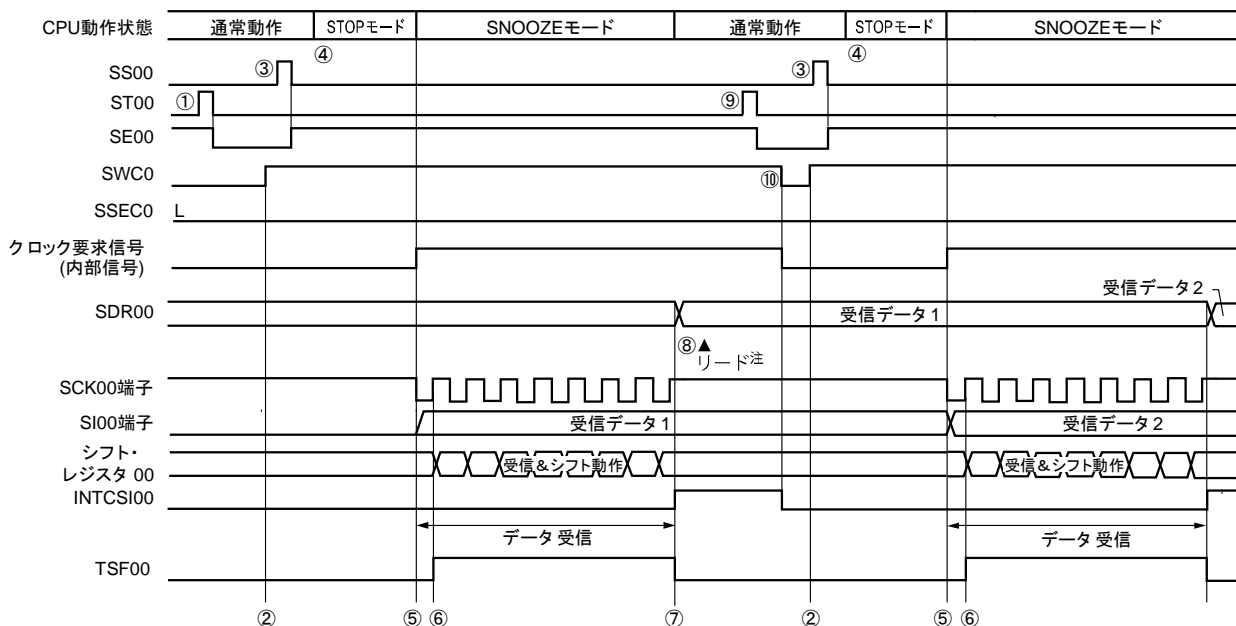 CPU動作状態 通常動作 STOPモード SNOOZEモード 通常動作 STOPモード SNOOZEモード
④ ④
SS00 ③ ③
ST00 ① ⑨
SE00
SWC0 ⑩
SSEC0 L
クロック要求信号
(内部信号)
受信データ2
SDR00 受信データ1
⑧▲
リード注
SCK00端子
SI00端子 受信データ1 受信データ2
シフト・
レジスタ 00 受信&シフト動作 受信&シフト動作
INTCSI00
データ 受信 データ 受信
TSF00
② ⑤ ⑥ ⑦ ② ⑤ ⑥